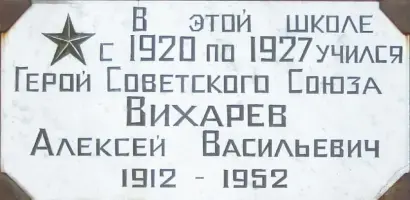 В этой школе
с 1920 по 1927 учился
Герой Советского Союза
Вихарев
Алексей Васильевич
1912 - 1952